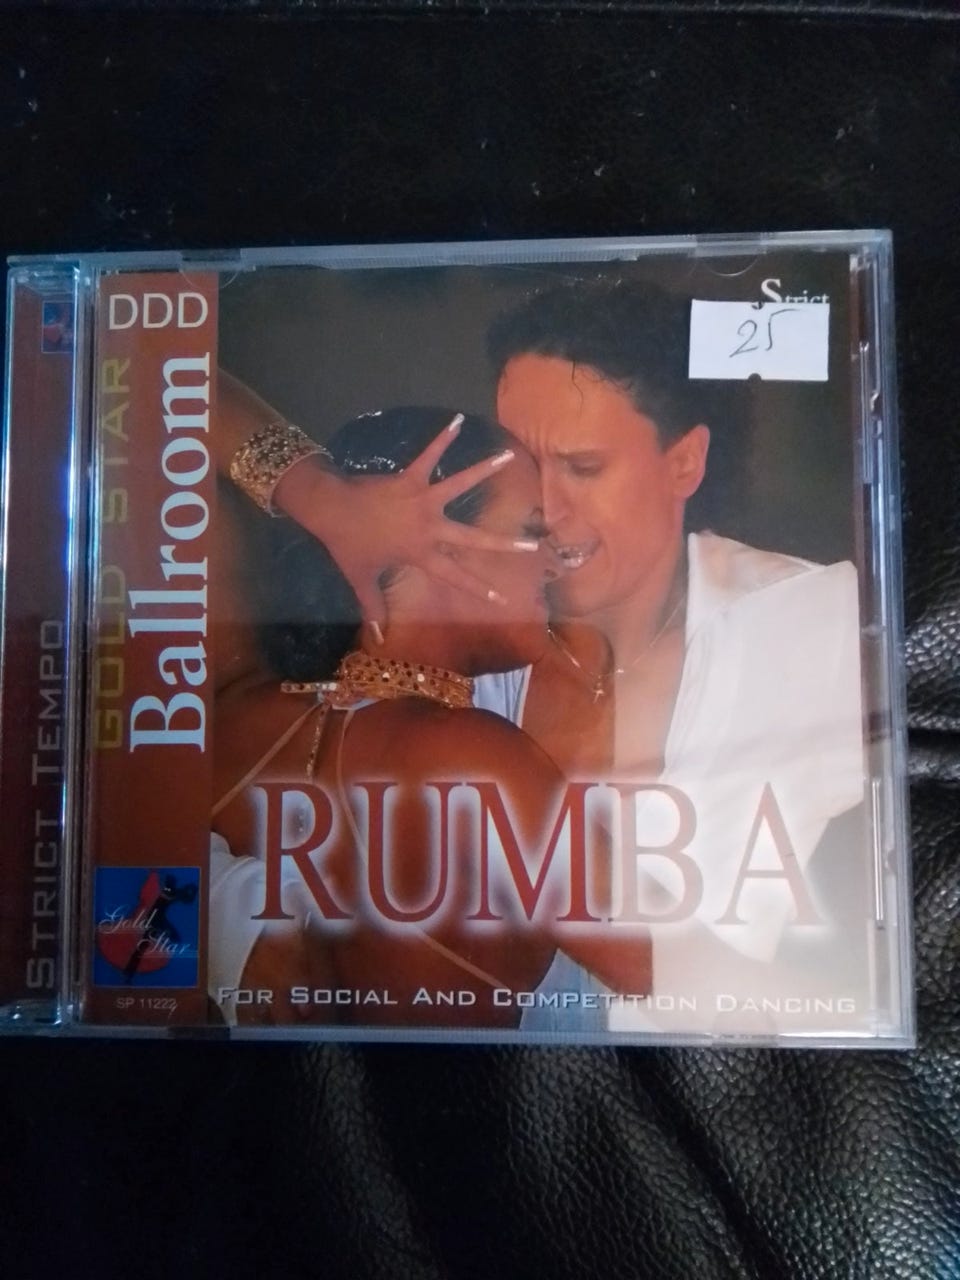 Strict
25
DDD
GOLD STAR
Ballroom
STRICT TEMPO
RUMBA
Gold
Star
SP 11222
FOR SOCIAL AND COMPETITION DANCING